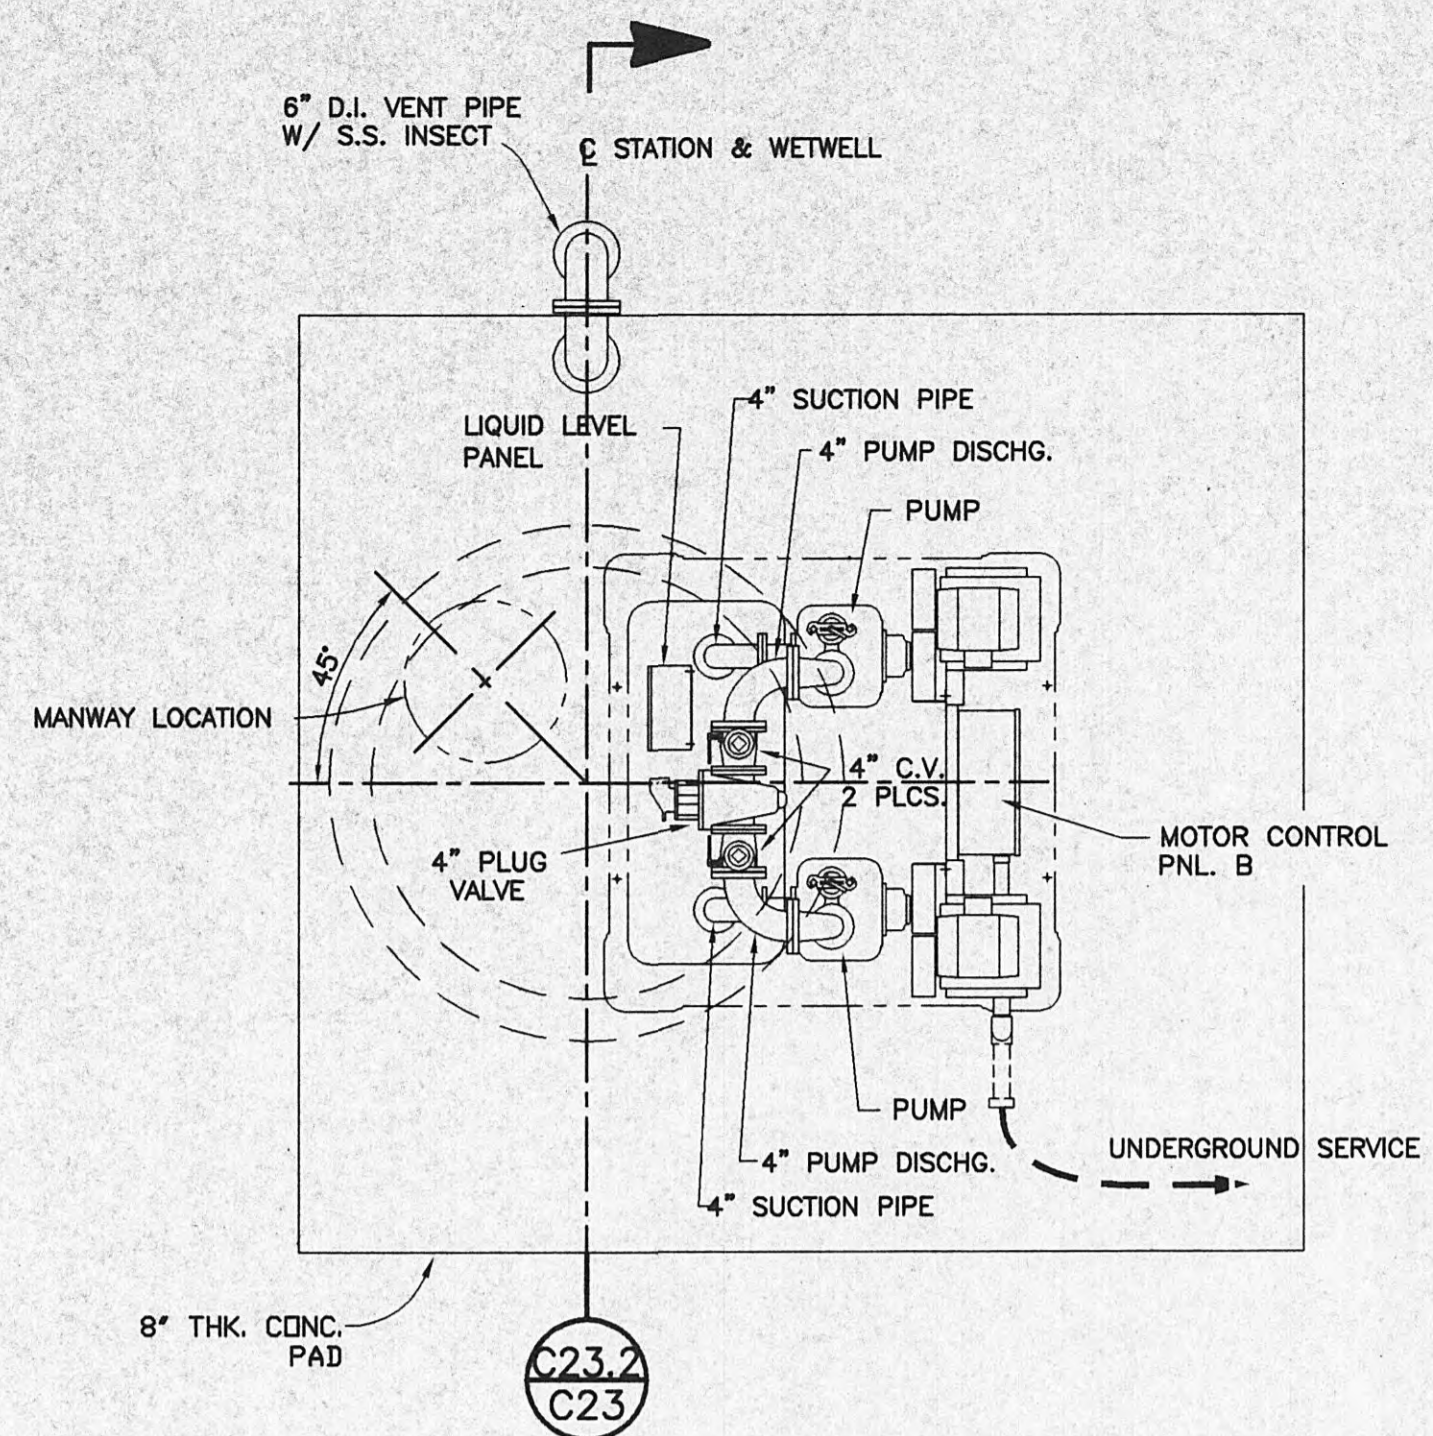 6" D.I. VENT PIPE
W/ S.S. INSECT
℄ STATION & WETWELL
4" SUCTION PIPE
LIQUID LEVEL
PANEL
4" PUMP DISCHG.
PUMP
45°
MANWAY LOCATION
4" C.V.
2 PLCS.
MOTOR CONTROL
PNL. B
4" PLUG
VALVE
PUMP
UNDERGROUND SERVICE
4" PUMP DISCHG.
4" SUCTION PIPE
8" THK. CONC.
PAD
C23.2
C23